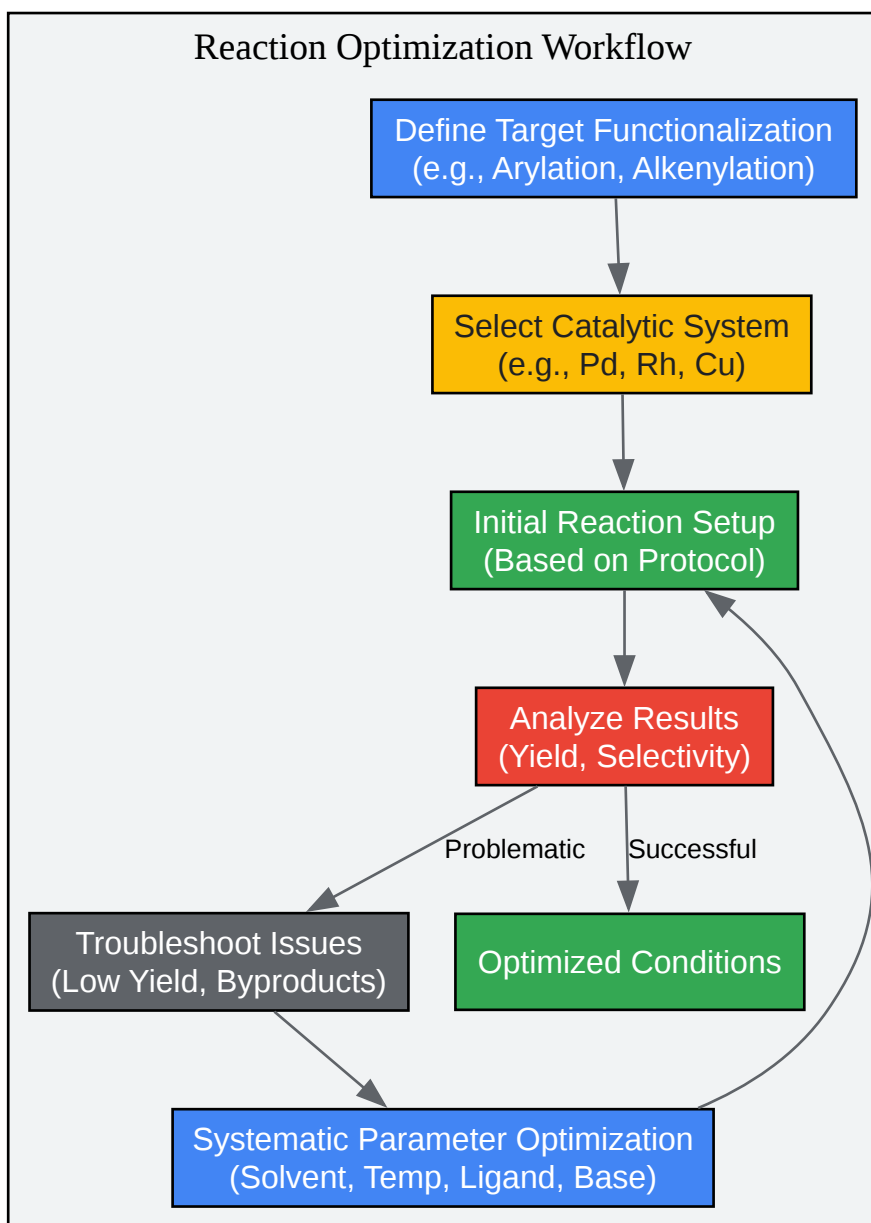 Reaction Optimization Workflow
Define Target Functionalization
(e.g., Arylation, Alkenylation)
Select Catalytic System
(e.g., Pd, Rh, Cu)
Initial Reaction Setup
(Based on Protocol)
Analyze Results
(Yield, Selectivity)
Problematic
Successful
Troubleshoot Issues
(Low Yield, Byproducts)
Optimized Conditions
Systematic Parameter Optimization
(Solvent, Temp, Ligand, Base)